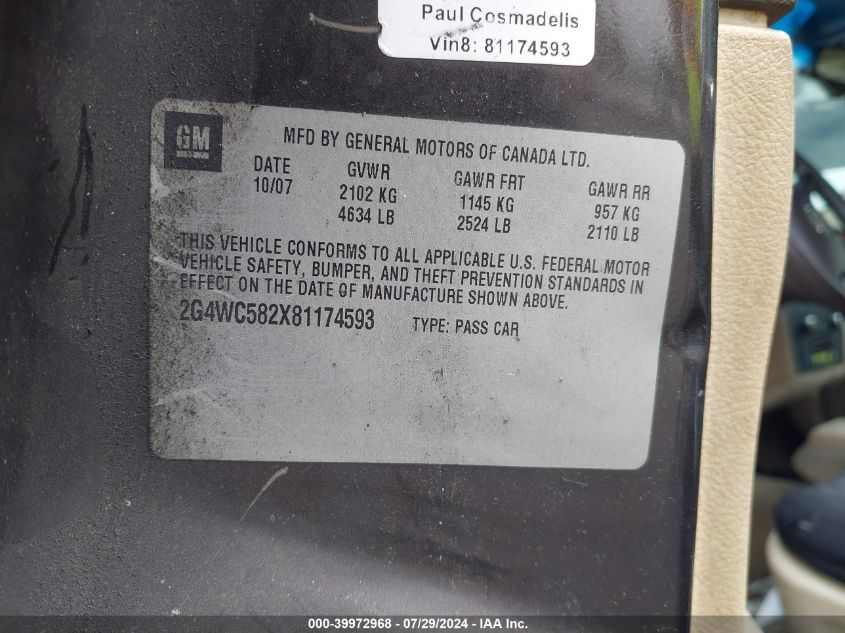 Paul Cosmadelis
Vin8: 81174593
GM
MFD BY GENERAL MOTORS OF CANADA LTD.
DATE GVWR GAWR FRT GAWR RR
10/07 2102 KG 1145 KG 957 KG
4634 LB 2524 LB 2110 LB
THIS VEHICLE CONFORMS TO ALL APPLICABLE U.S. FEDERAL MOTOR
VEHICLE SAFETY, BUMPER, AND THEFT PREVENTION STANDARDS IN
EFFECT ON THE DATE OF MANUFACTURE SHOWN ABOVE.
2G4WC582X81174593 TYPE: PASS CAR
000-39972968 - 07/29/2024 - IAA Inc.